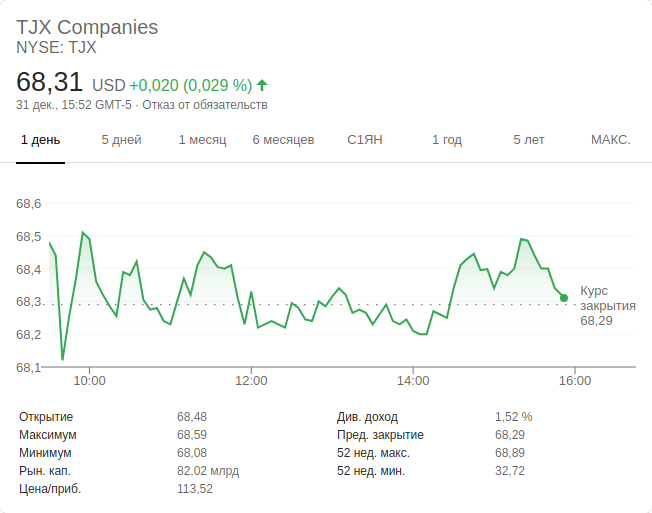 TJX Companies
NYSE: TJX
68,31 USD +0,020 (0,029 %)
31 дек., 15:52 GMT-5 · Отказ от обязательств
1 день 5 дней 1 месяц 6 месяцев С1ЯН 1 год 5 лет МАКС.
68,6
68,5
68,4
68,3
68,2
68,1
Курс
закрытия
68,29
10:00 12:00 14:00 16:00
Открытие 68,48 Див. доход 1,52 %
Максимум 68,59 Пред. закрытие 68,29
Минимум 68,08 52 нед. макс. 68,89
Рын. кап. 82,02 млрд 52 нед. мин. 32,72
Цена/приб. 113,52